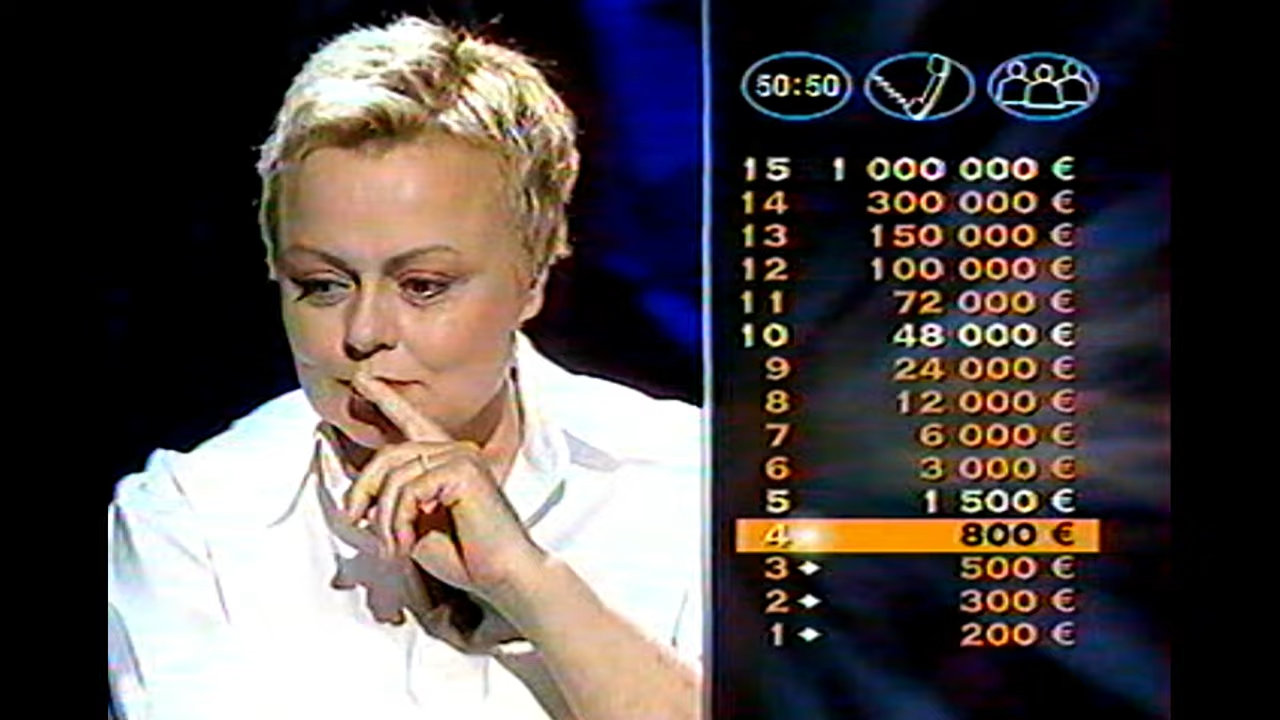 50:50
15 1 000 000 €
14 300 000 €
13 150 000 €
12 100 000 €
11 72 000 €
10 48 000 €
9 24 000 €
8 12 000 €
7 6 000 €
6 3 000 €
5 1 500 €
4 800 €
3 500 €
2 300 €
1 200 €